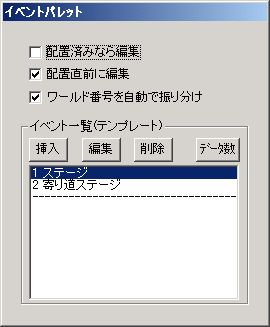 イベントパレット
配置済みなら編集
配置直前に編集
ワールド番号を自動で振り分け
イベント一覧(テンプレート)
挿入 編集 削除 データ数
1 ステージ
2 寄り道ステージ
----------------------------------